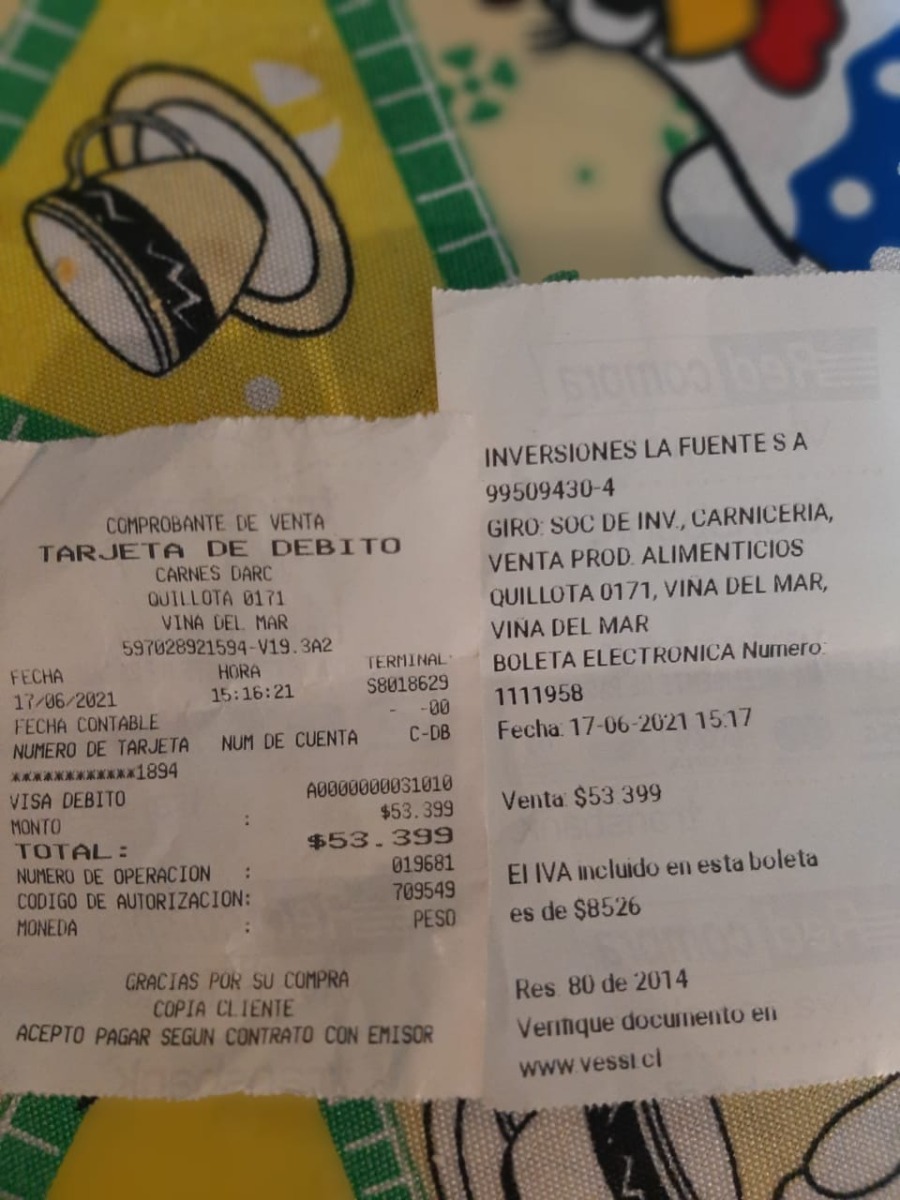 COMPROBANTE DE VENTA
TARJETA DE DEBITO
CARNES DARC
QUILLOTA 0171
VINA DEL MAR
597028921594-V19.3A2
FECHA HORA TERMINAL
17/06/2021 15:16:21 S8018629
FECHA CONTABLE - -00
NUMERO DE TARJETA NUM DE CUENTA C-DB
************1894
VISA DEBITO A0000000031010
MONTO : $53.399
TOTAL: $53.399
NUMERO DE OPERACION : 019681
CODIGO DE AUTORIZACION: 709549
MONEDA : PESO
GRACIAS POR SU COMPRA
COPIA CLIENTE
ACEPTO PAGAR SEGUN CONTRATO CON EMISOR
Red compra
INVERSIONES LA FUENTE S A
99509430-4
GIRO: SOC DE INV., CARNICERIA,
VENTA PROD. ALIMENTICIOS
QUILLOTA 0171, VINA DEL MAR,
VINA DEL MAR
BOLETA ELECTRONICA Numero:
1111958
Fecha: 17-06-2021 15:17
Venta: $53 399
El IVA incluido en esta boleta
es de $8526
Res. 80 de 2014
Verifique documento en
www.vessi.cl